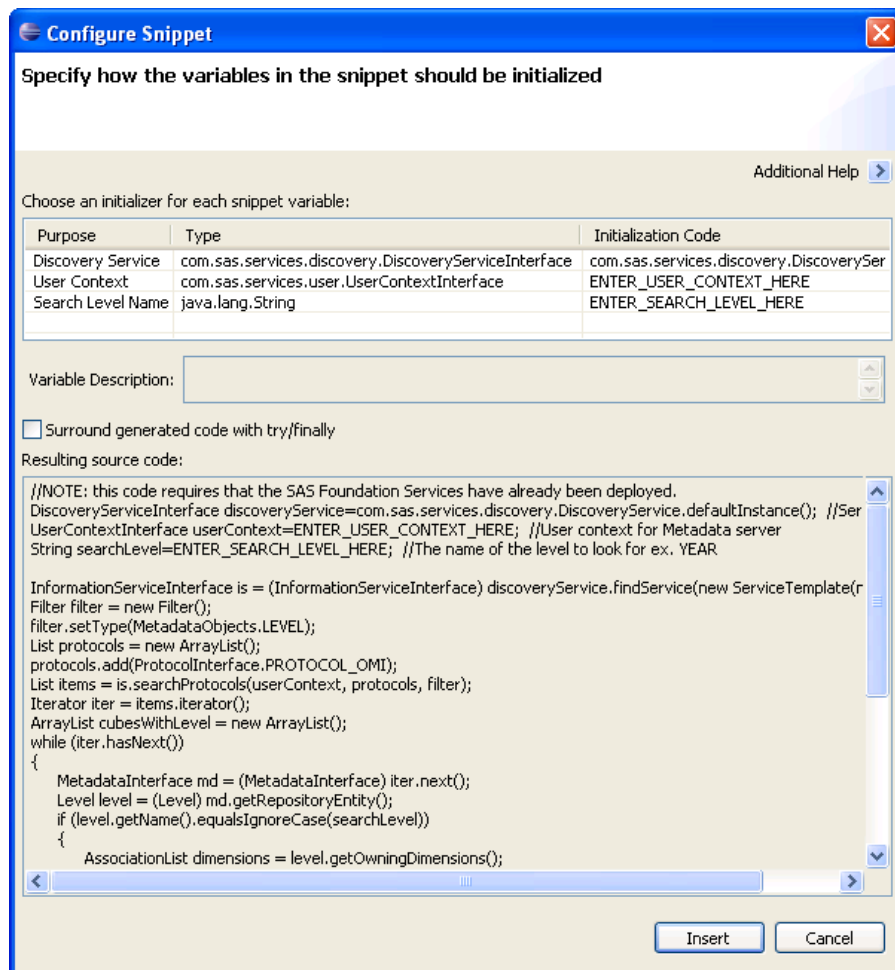 Configure Snippet
Specify how the variables in the snippet should be initialized
Additional Help
Choose an initializer for each snippet variable:
Purpose Type Initialization Code
Discovery Service com.sas.services.discovery.DiscoveryServiceInterface com.sas.services.discovery.DiscoverySer
User Context com.sas.services.user.UserContextInterface ENTER_USER_CONTEXT_HERE
Search Level Name java.lang.String ENTER_SEARCH_LEVEL_HERE
Variable Description:
Surround generated code with try/finally
Resulting source code:
//NOTE: this code requires that the SAS Foundation Services have already been deployed.
DiscoveryServiceInterface discoveryService=com.sas.services.discovery.DiscoveryService.defaultInstance(); //Ser
UserContextInterface userContext=ENTER_USER_CONTEXT_HERE; //User context for Metadata server
String searchLevel=ENTER_SEARCH_LEVEL_HERE; //The name of the level to look for ex. YEAR
InformationServiceInterface is = (InformationServiceInterface) discoveryService.findService(new ServiceTemplate(r
Filter filter = new Filter();
filter.setType(MetadataObjects.LEVEL);
List protocols = new ArrayList();
protocols.add(ProtocolInterface.PROTOCOL_OMI);
List items = is.searchProtocols(userContext, protocols, filter);
Iterator iter = items.iterator();
ArrayList cubesWithLevel = new ArrayList();
while (iter.hasNext())
{
MetadataInterface md = (MetadataInterface) iter.next();
Level level = (Level) md.getRepositoryEntity();
if (level.getName().equalsIgnoreCase(searchLevel))
{
AssociationList dimensions = level.getOwningDimensions();
Insert Cancel